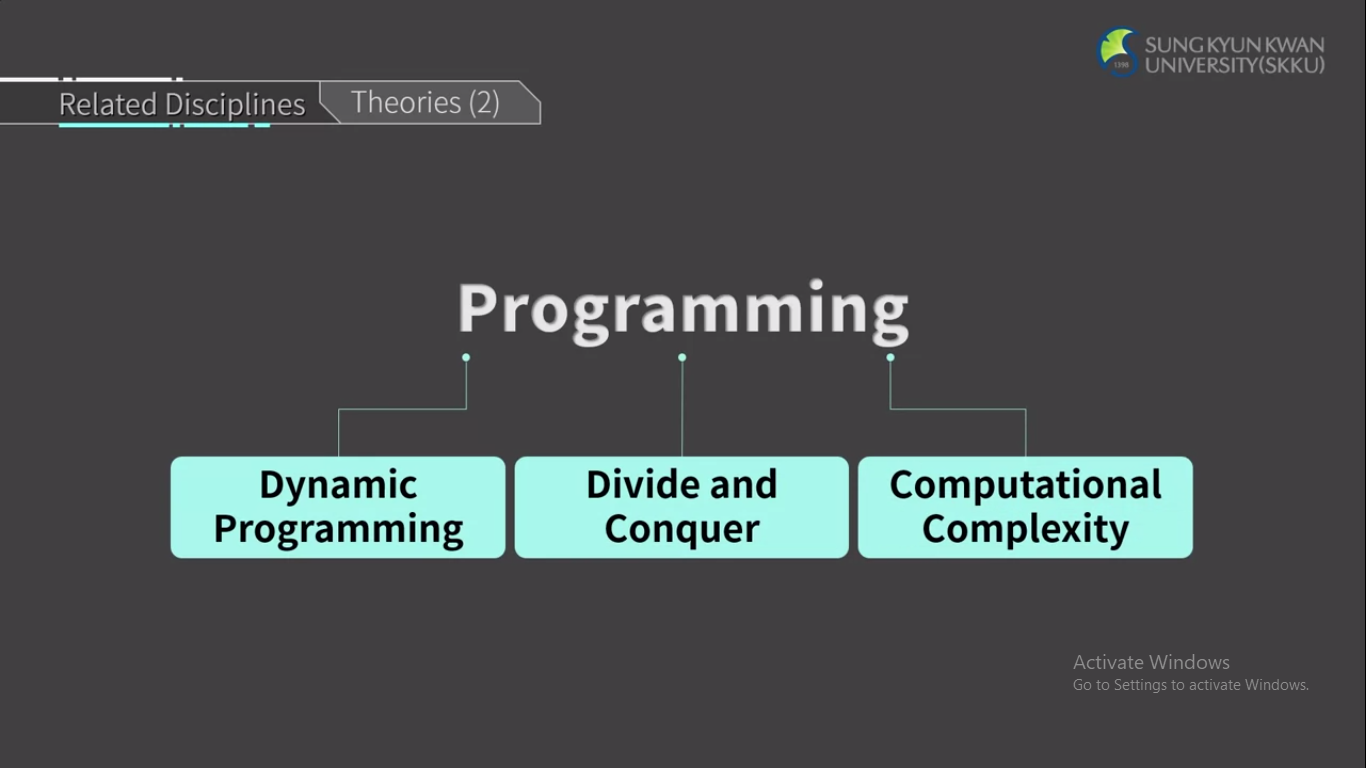 SUNG KYUN KWAN
UNIVERSITY(SKKU)
1398
Related Disciplines
Theories (2)
Programming
Dynamic
Programming
Divide and
Conquer
Computational
Complexity
Activate Windows
Go to Settings to activate Windows.